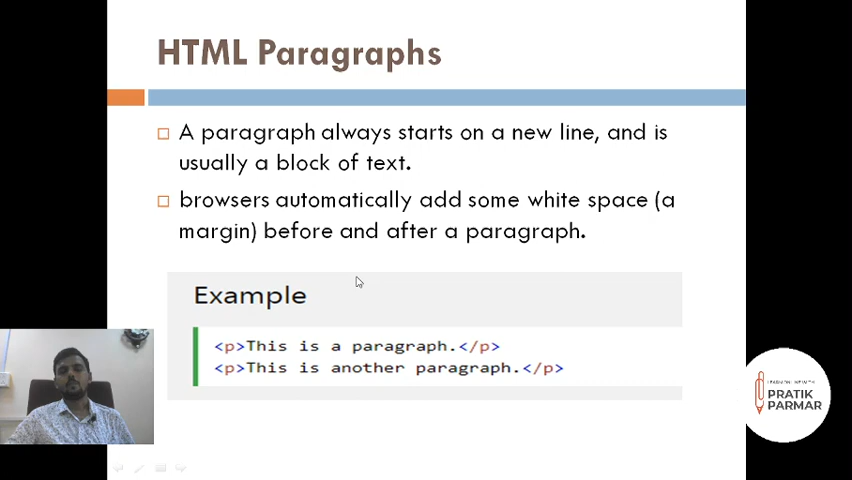 HTML Paragraphs
A paragraph always starts on a new line, and is
usually a block of text.
browsers automatically add some white space (a
margin) before and after a paragraph.
Example
<p>This is a paragraph.</p>
<p>This is another paragraph.</p>
PRATIK
PARMAR